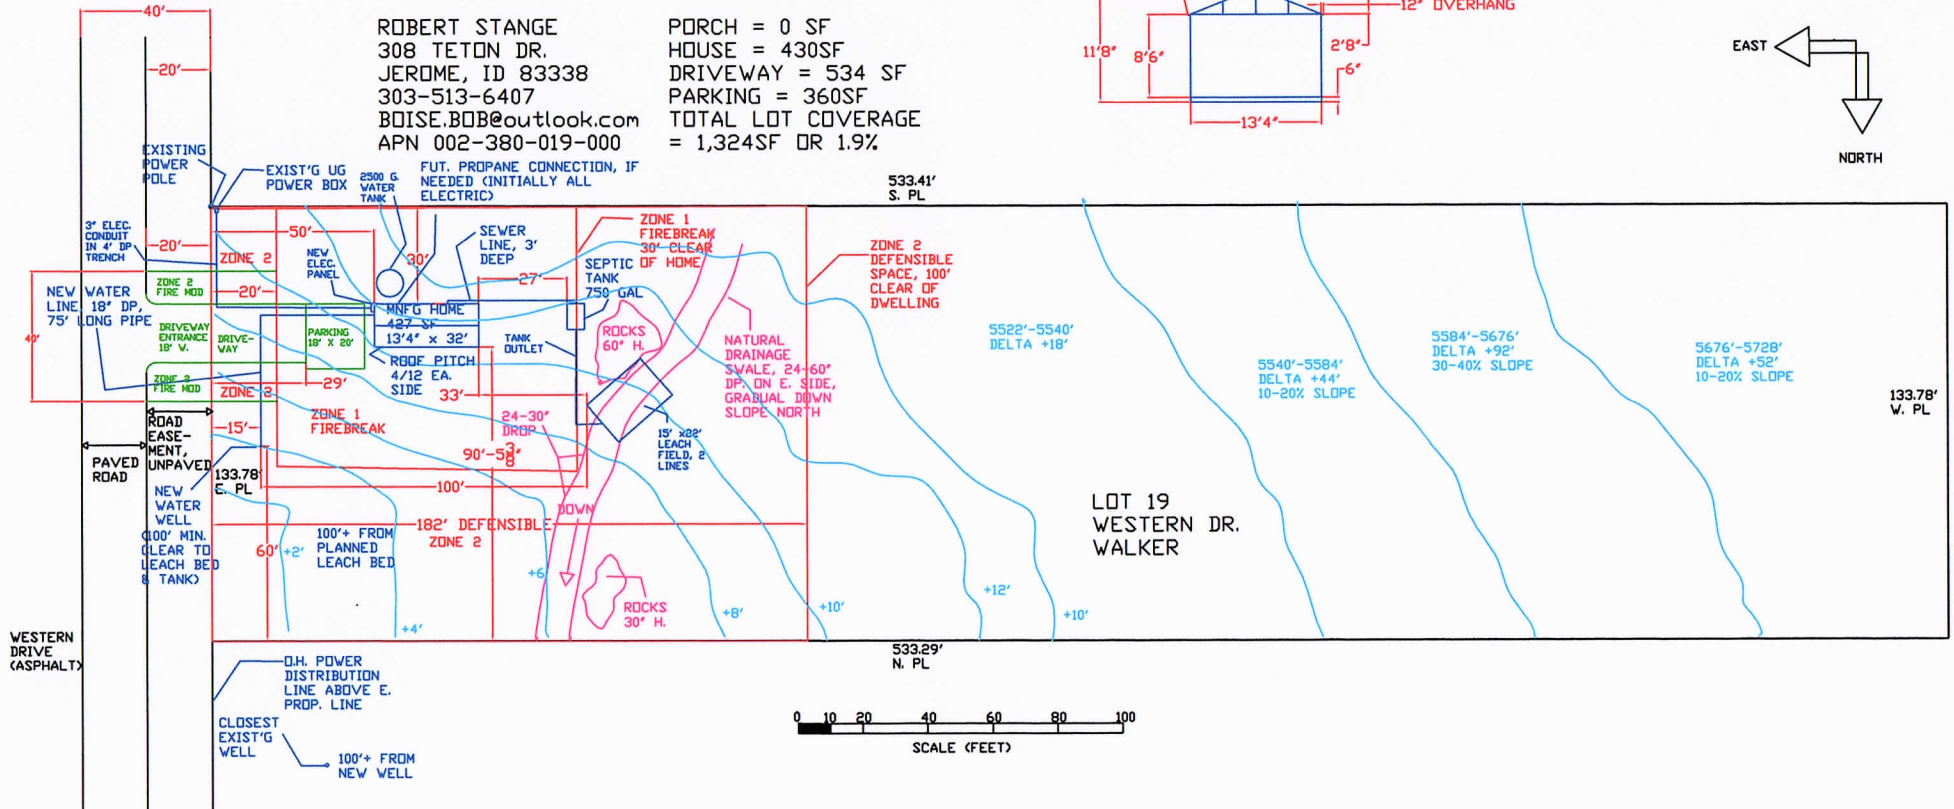 40'
20'
ROBERT STANGE
308 TETON DR.
JEROME, ID 83338
303-513-6407
BOISE.BOB@outlook.com
APN 002-380-019-000
PORCH = 0 SF
HOUSE = 430SF
DRIVEWAY = 534 SF
PARKING = 360SF
TOTAL LOT COVERAGE
= 1,324SF OR 1.9%
12" OVERHANG
11'8"
8'6"
2'8"
6"
13'4"
EAST
NORTH
EXISTING
POWER
POLE
EXIST'G UG
POWER BOX
2500 G.
WATER
TANK
FUT. PROPANE CONNECTION, IF
NEEDED (INITIALLY ALL
ELECTRIC)
533.41'
S. PL
3" ELEC.
CONDUIT
IN 4' DP
TRENCH
20'
ZONE 2
50'
NEW
ELEC.
PANEL
30'
SEWER
LINE, 3'
DEEP
27'
SEPTIC
TANK
750 GAL
ZONE 1
FIREBREAK
30' CLEAR
OF HOME
ZONE 2
DEFENSIBLE
SPACE, 100'
CLEAR OF
DWELLING
ZONE 2
FIRE MOD
20'
NEW WATER
LINE, 18" DP,
75' LONG PIPE
40'
DRIVEWAY
ENTRANCE
18' W.
DRIVE-
WAY
PARKING
18' X 20'
MNFG HOME
427 SF
13'4" x 32'
ROOF PITCH
4/12 EA.
SIDE
TANK
OUTLET
ROCKS
60" H.
NATURAL
DRAINAGE
SWALE, 24-60"
DP. ON E. SIDE,
GRADUAL DOWN
SLOPE NORTH
5522'-5540'
DELTA +18'
5540'-5584'
DELTA +44'
10-20% SLOPE
5584'-5676'
DELTA +92'
30-40% SLOPE
5676'-5728'
DELTA +52'
10-20% SLOPE
133.78'
W. PL
ZONE 2
FIRE MOD
ZONE 2
29'
33'
15'
ZONE 1
FIREBREAK
24-30"
DROP
15' x22'
LEACH
FIELD, 2
LINES
ROAD
EASE-
MENT,
UNPAVED
PAVED
ROAD
133.78'
E. PL
90'-5 3/8"
100'
NEW
WATER
WELL
(100' MIN.
CLEAR TO
LEACH BED
& TANK)
DOWN
182' DEFENSIBLE
ZONE 2
60'
+2'
100'+ FROM
PLANNED
LEACH BED
+4'
+6
ROCKS
30" H.
+8'
+10'
+12'
+10'
LOT 19
WESTERN DR.
WALKER
WESTERN
DRIVE
(ASPHALT)
533.29'
N. PL
O.H. POWER
DISTRIBUTION
LINE ABOVE E.
PROP. LINE
CLOSEST
EXIST'G
WELL
100'+ FROM
NEW WELL
0 10 20 40 60 80 100
SCALE (FEET)